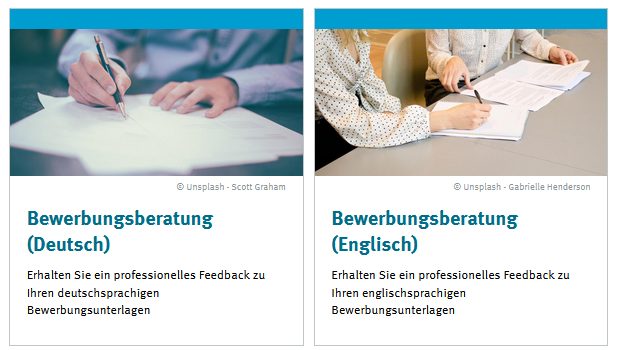 © Unsplash - Scott Graham
Bewerbungsberatung
(Deutsch)
Erhalten Sie ein professionelles Feedback zu
Ihren deutschsprachigen
Bewerbungsunterlagen
© Unsplash - Gabrielle Henderson
Bewerbungsberatung
(Englisch)
Erhalten Sie ein professionelles Feedback zu
Ihren englischsprachigen
Bewerbungsunterlagen